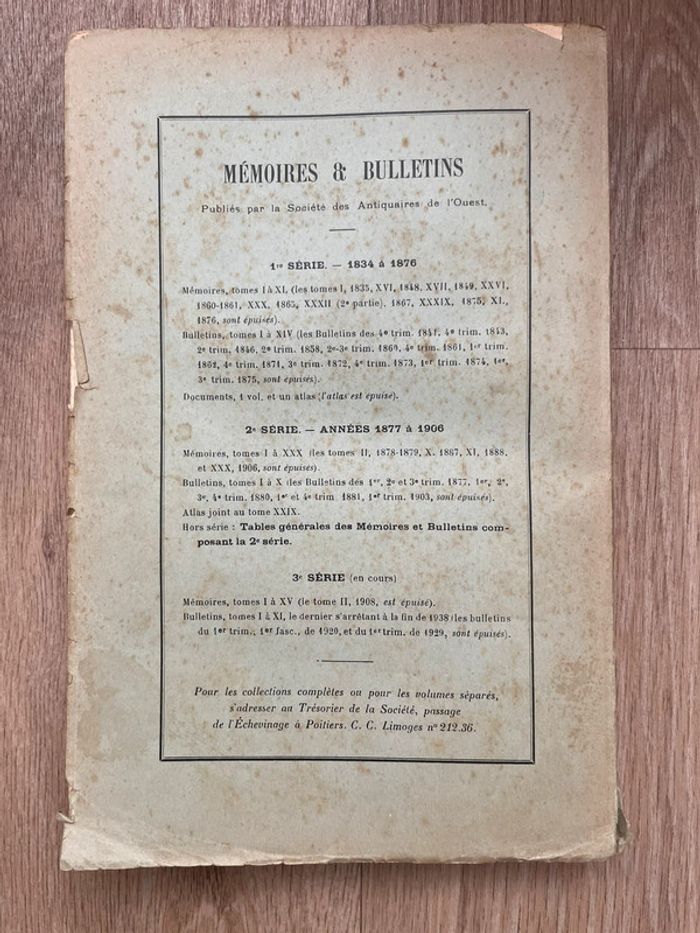 MÉMOIRES & BULLETINS
Publiés par la Société des Antiquaires de l'Ouest.
1re SÉRIE. — 1834 à 1876
Mémoires, tomes I à XL (les tomes I, 1835, XVI, 1848, XVII, 1849, XXVI,
1860-1861, XXX, 1865, XXXII (2e partie). 1867, XXXIX, 1875, XL,
1876, sont épuisés).
Bulletins, tomes I à XIV (les Bulletins des 4e trim. 1841, 4e trim. 1843,
2e trim. 1846, 2e trim. 1858, 2e-3e trim. 1860, 4e trim. 1861, 1er trim.
1862, 4e trim. 1871, 3e trim. 1872, 4e trim. 1873, 1er trim. 1874, 1er,
3e trim. 1875, sont épuisés).
Documents, 1 vol. et un atlas (l'atlas est épuisé).
2e SÉRIE. — ANNÉES 1877 à 1906
Mémoires, tomes I à XXX (les tomes II, 1878-1879, X. 1887, XI, 1888,
et XXX, 1906, sont épuisés).
Bulletins, tomes I à X (les Bulletins des 1er, 2e et 3e trim. 1877, 1er, 2e,
3e, 4e trim. 1880, 1er et 4e trim. 1881, 1er trim. 1903, sont épuisés).
Atlas joint au tome XXIX.
Hors série : Tables générales des Mémoires et Bulletins com-
posant la 2e série.
3e SÉRIE (en cours)
Mémoires, tomes I à XV (le tome II, 1908, est épuisé).
Bulletins, tomes I à XI, le dernier s'arrêtant à la fin de 1938 (les bulletins
du 1er trim., 1er fasc., de 1920, et du 1er trim. de 1929, sont épuisés).
Pour les collections complètes ou pour les volumes séparés,
s'adresser au Trésorier de la Société, passage
de l'Échevinage à Poitiers. C. C. Limoges no 212.36.